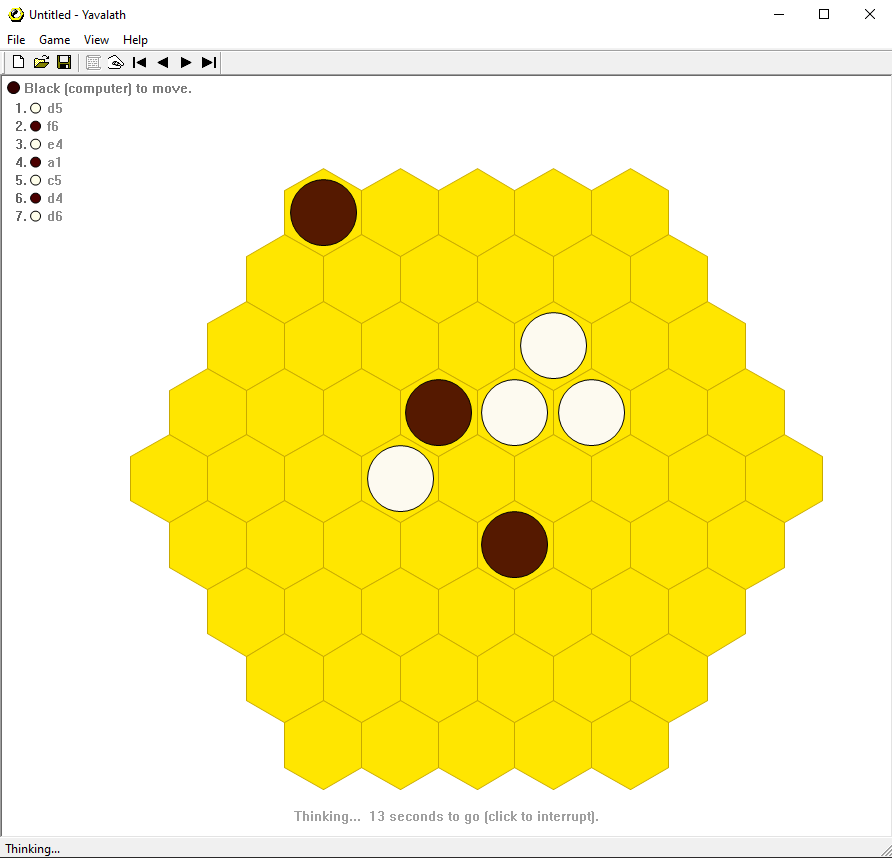 Untitled - Yavalath
File Game View Help
Black (computer) to move.
1. d5
2. f6
3. e4
4. a1
5. c5
6. d4
7. d6
Thinking... 13 seconds to go (click to interrupt).
Thinking...